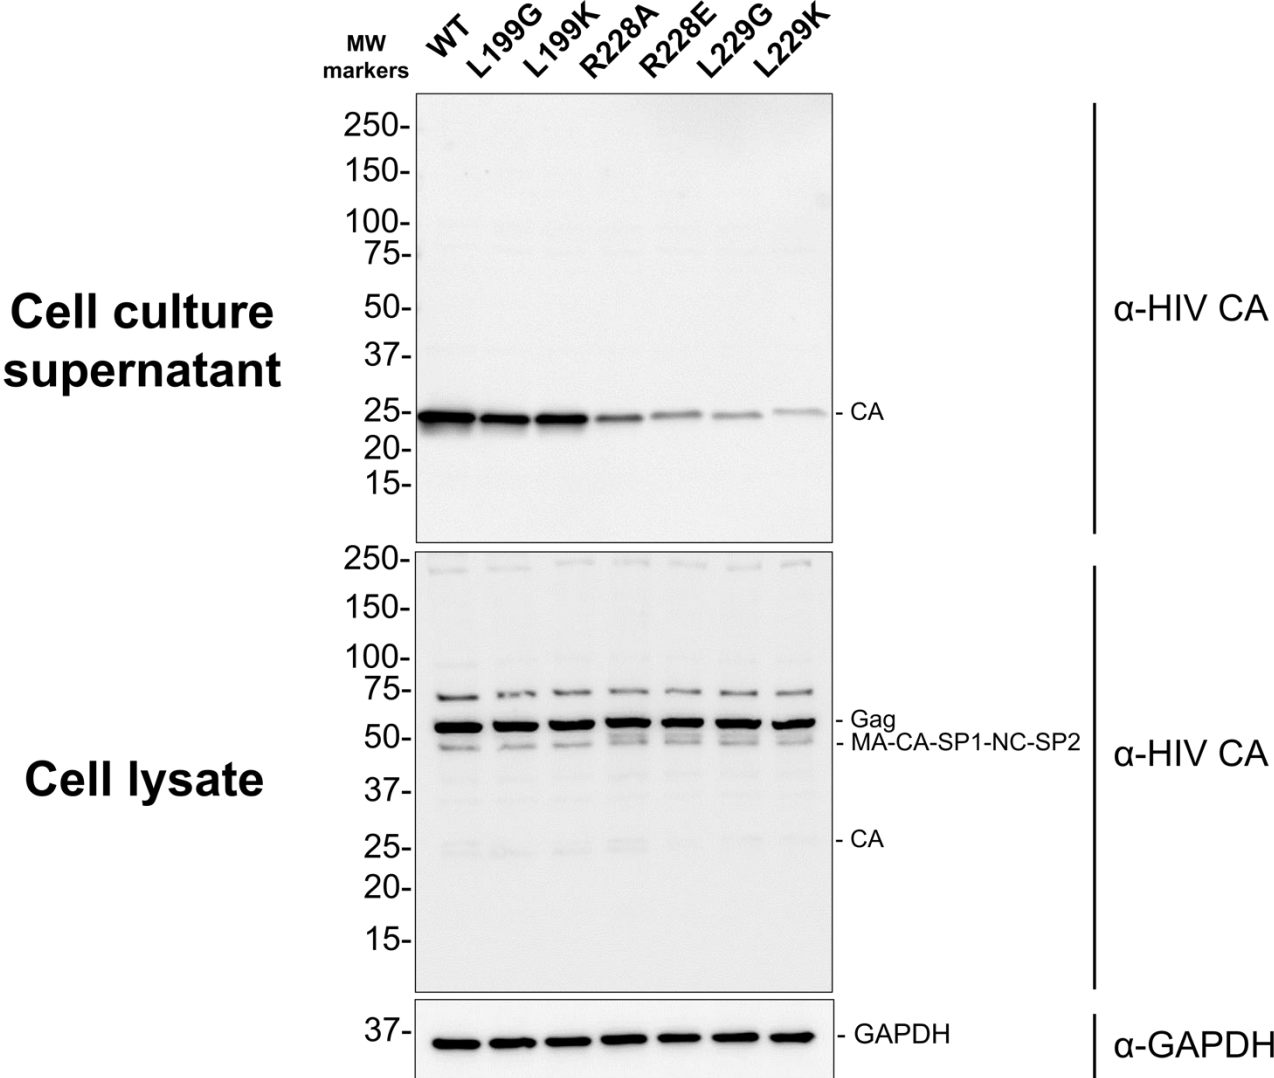 MW
markers
WT
L199G
L199K
R228A
R228E
L229G
L229K
250-
150-
100-
75-
50-
37-
25-
20-
15-
Cell culture
supernatant
- CA
α-HIV CA
250-
150-
100-
75-
50-
37-
25-
20-
15-
Cell lysate
- Gag
- MA-CA-SP1-NC-SP2
- CA
α-HIV CA
37-
- GAPDH
α-GAPDH